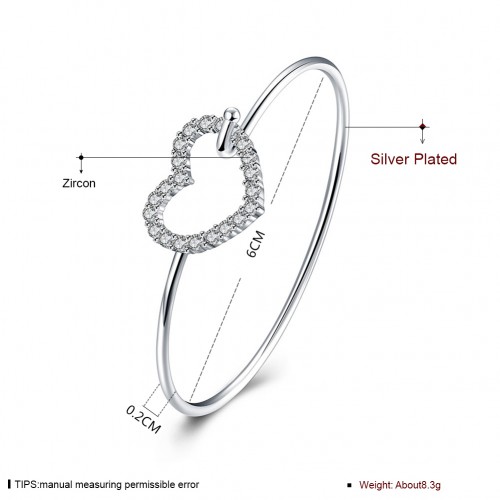 Silver Plated
Zircon
6CM
0.2CM
TIPS:manual measuring permissible error
Weight: About8.3g